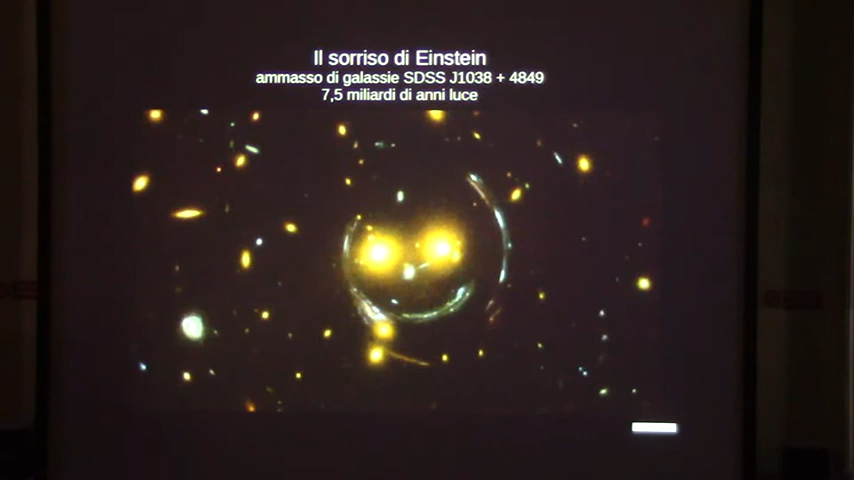 Il sorriso di Einstein
ammasso di galassie SDSS J1038 + 4849
7,5 miliardi di anni luce